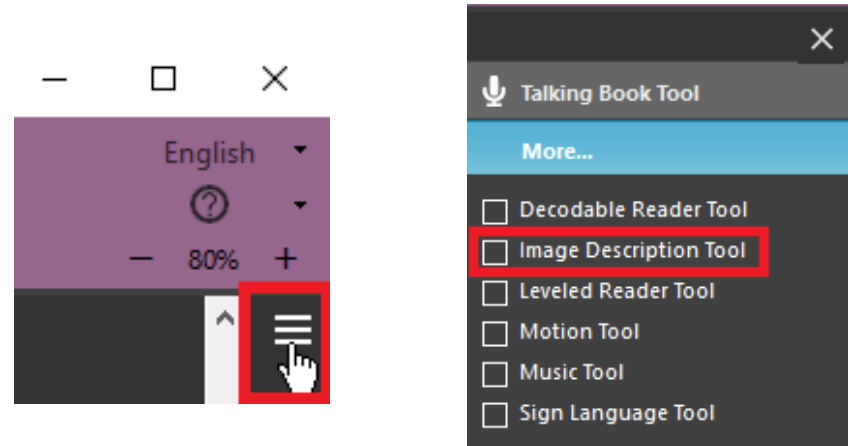 English
80%
Talking Book Tool
More...
Decodable Reader Tool
Image Description Tool
Leveled Reader Tool
Motion Tool
Music Tool
Sign Language Tool